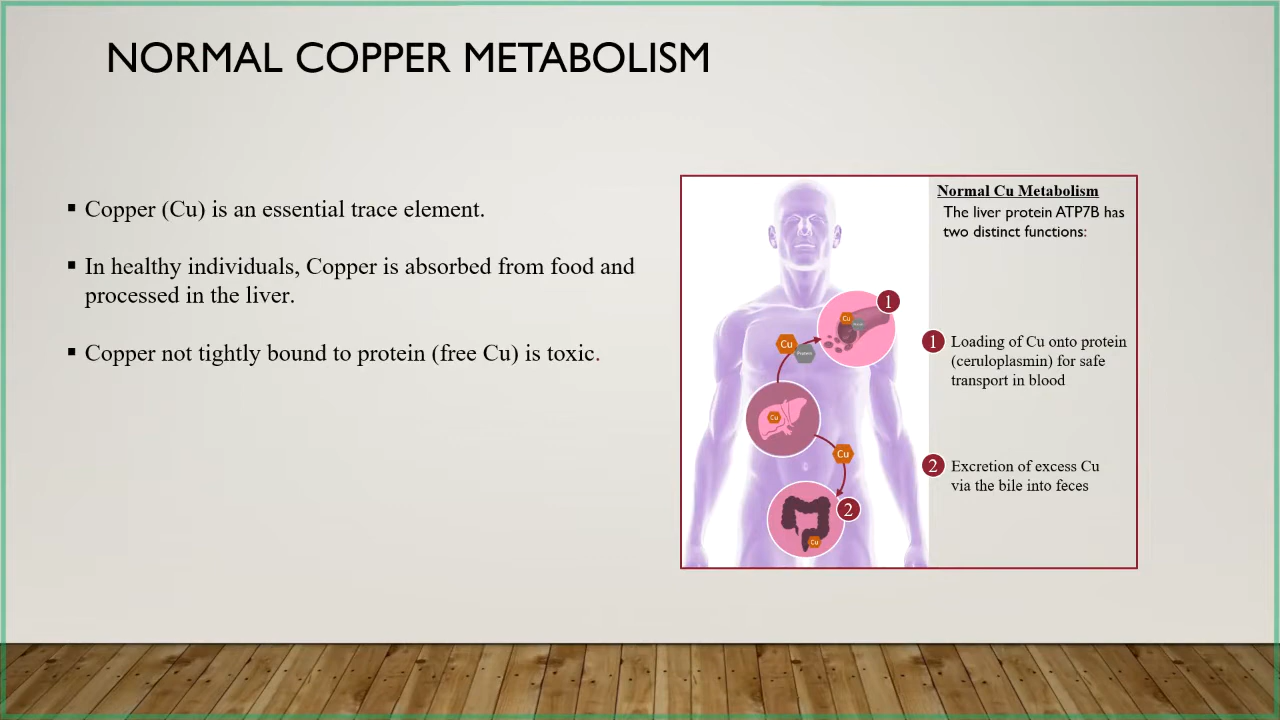 NORMAL COPPER METABOLISM
▪ Copper (Cu) is an essential trace element.
▪ In healthy individuals, Copper is absorbed from food and
processed in the liver.
▪ Copper not tightly bound to protein (free Cu) is toxic.
Normal Cu Metabolism
The liver protein ATP7B has
two distinct functions:
1
Cu
Cu
Protein
1 Loading of Cu onto protein
(ceruloplasmin) for safe
transport in blood
Cu
Cu
2 Excretion of excess Cu
via the bile into feces
2
Cu